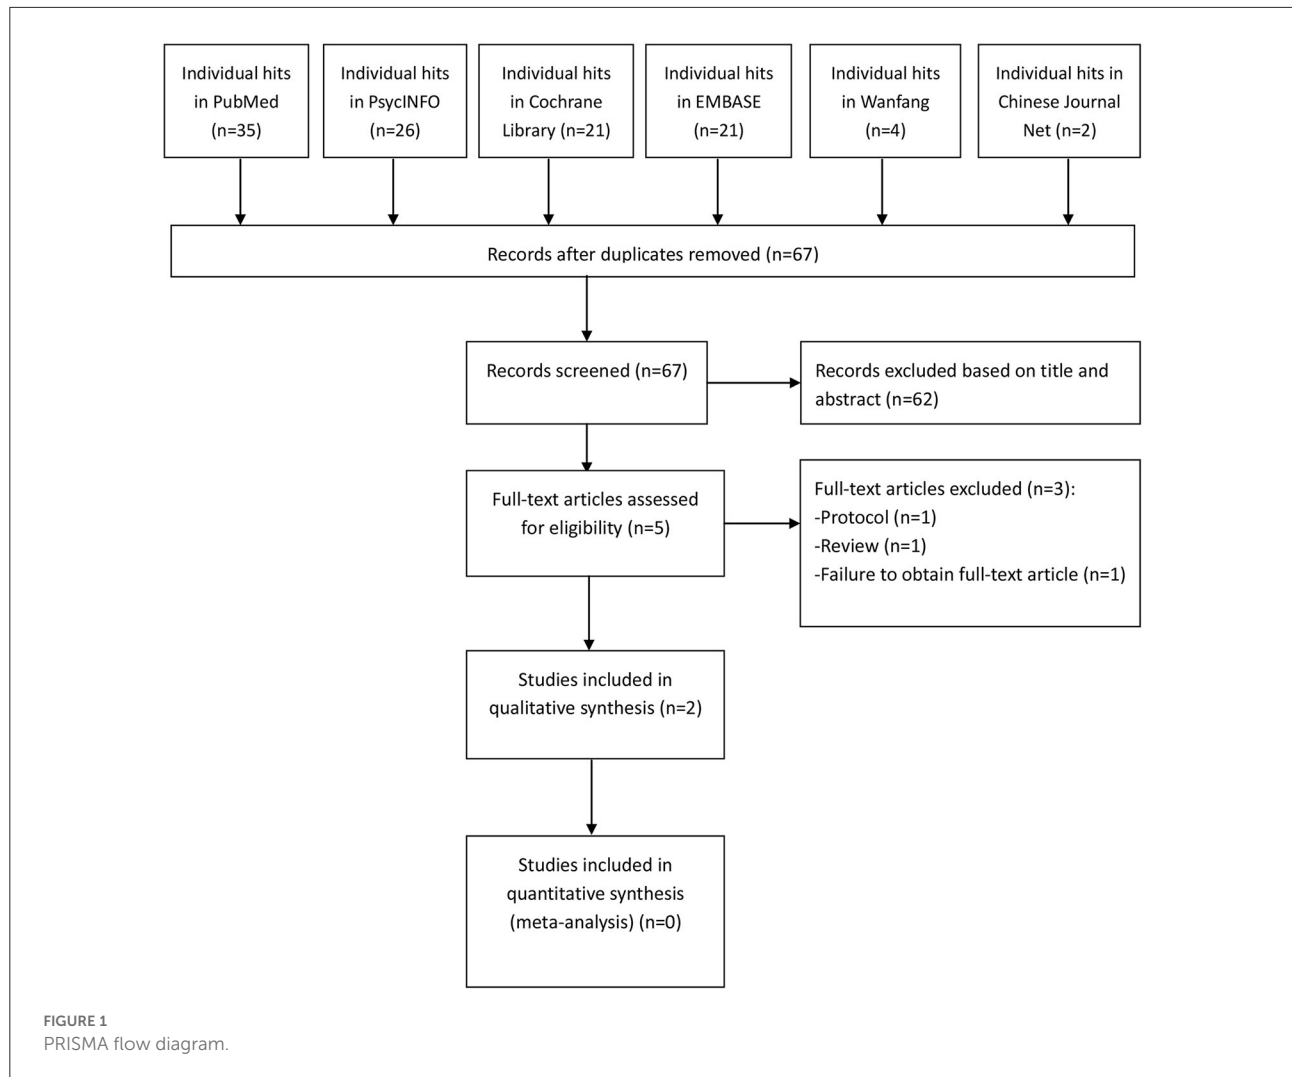 Individual hits
in PubMed
(n=35)
Individual hits
in PsycINFO
(n=26)
Individual hits
in Cochrane
Library (n=21)
Individual hits
in EMBASE
(n=21)
Individual hits
in Wanfang
(n=4)
Individual hits in
Chinese Journal
Net (n=2)
Records after duplicates removed (n=67)
Records screened (n=67)
Records excluded based on title and
abstract (n=62)
Full-text articles assessed
for eligibility (n=5)
Full-text articles excluded (n=3):
-Protocol (n=1)
-Review (n=1)
-Failure to obtain full-text article (n=1)
Studies included in
qualitative synthesis (n=2)
Studies included in
quantitative synthesis
(meta-analysis) (n=0)
FIGURE 1
PRISMA flow diagram.